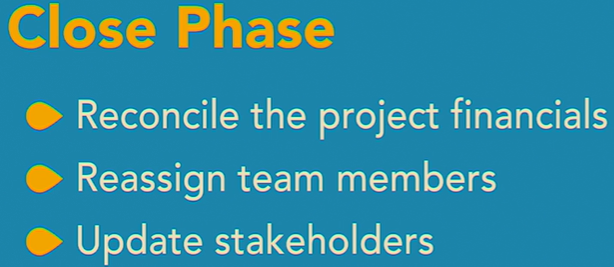 Close Phase
Reconcile the project financials
Reassign team members
Update stakeholders